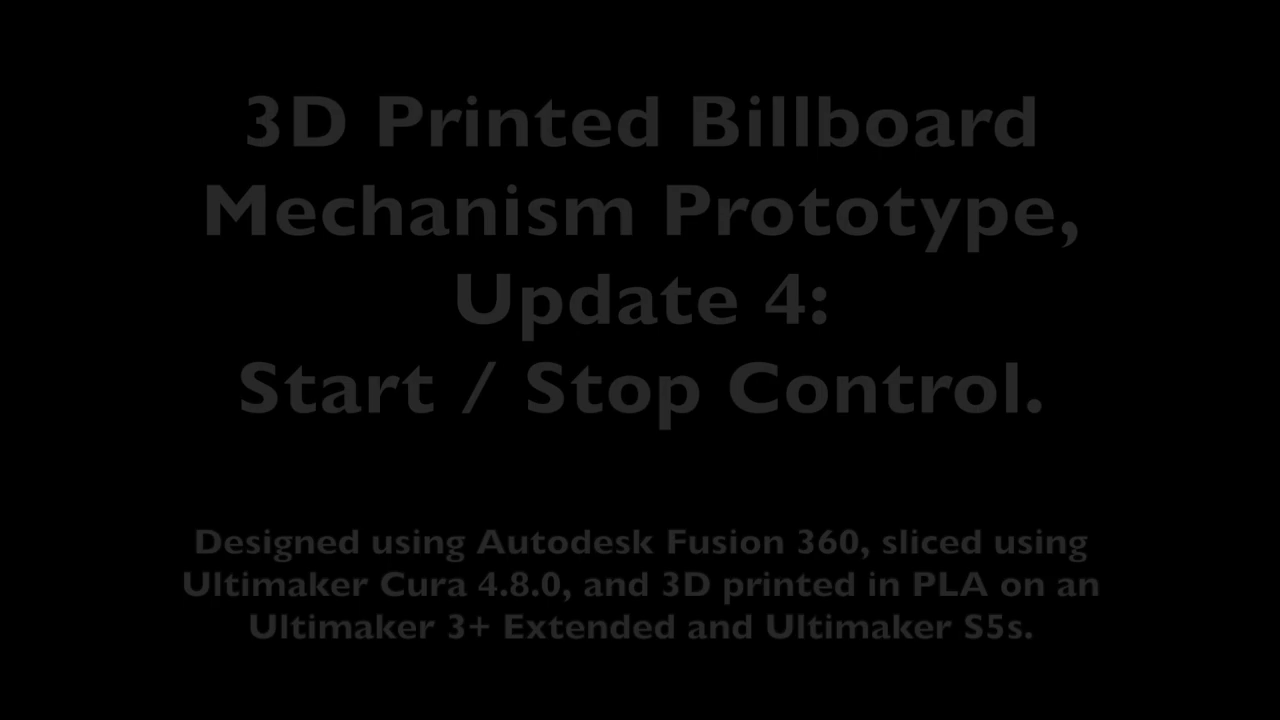 3D Printed Billboard
Mechanism Prototype,
Update 4:
Start / Stop Control.
Designed using Autodesk Fusion 360, sliced using
Ultimaker Cura 4.8.0, and 3D printed in PLA on an
Ultimaker 3+ Extended and Ultimaker S5s.